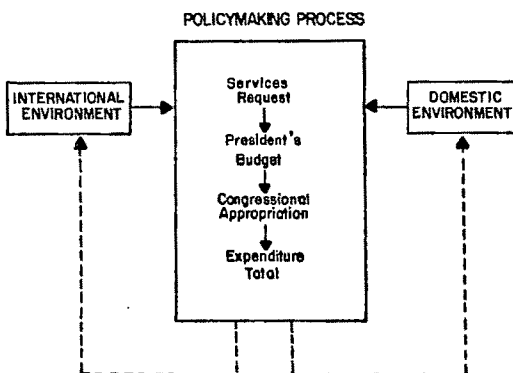 POLICYMAKING PROCESS
INTERNATIONAL
ENVIRONMENT
Services
Request
President's
Budget
Congressional
Appropriation
Expenditure
Total
DOMESTIC
ENVIRONMENT